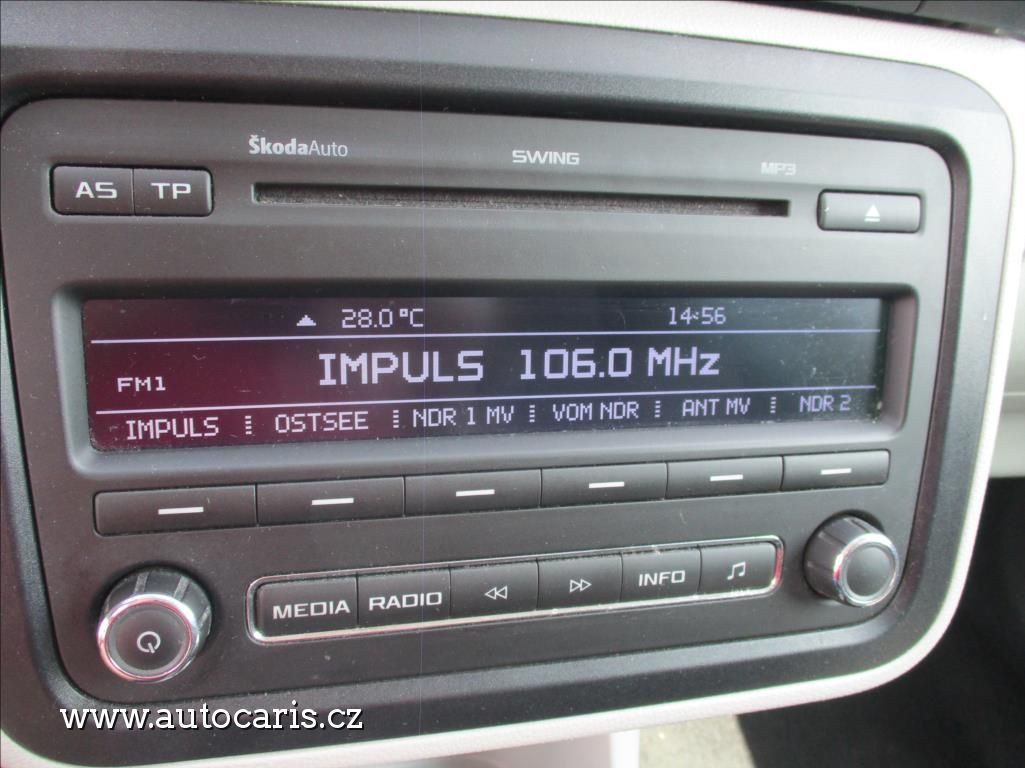 ŠkodaAuto SWING MP3
AS TP
28.0°C 14:56
IMPULS 106.0 MHz
FM1
IMPULS OSTSEE NDR 1 MV VOM NDR ANT MV NDR 2
MEDIA RADIO INFO
www.autocaris.cz